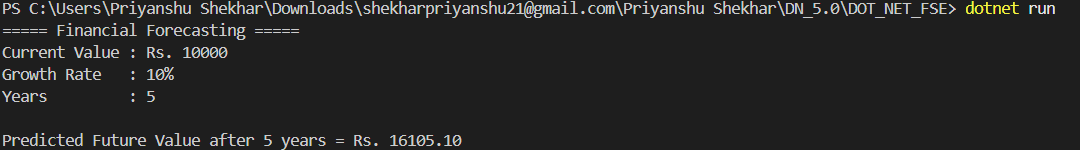 PS C:\Users\Priyanshu Shekhar\Downloads\shekharpriyanshu21@gmail.com\Priyanshu Shekhar\DN_5.0\DOT_NET_FSE> dotnet run
===== Financial Forecasting =====
Current Value : Rs. 10000
Growth Rate   : 10%
Years         : 5
Predicted Future Value after 5 years = Rs. 16105.10